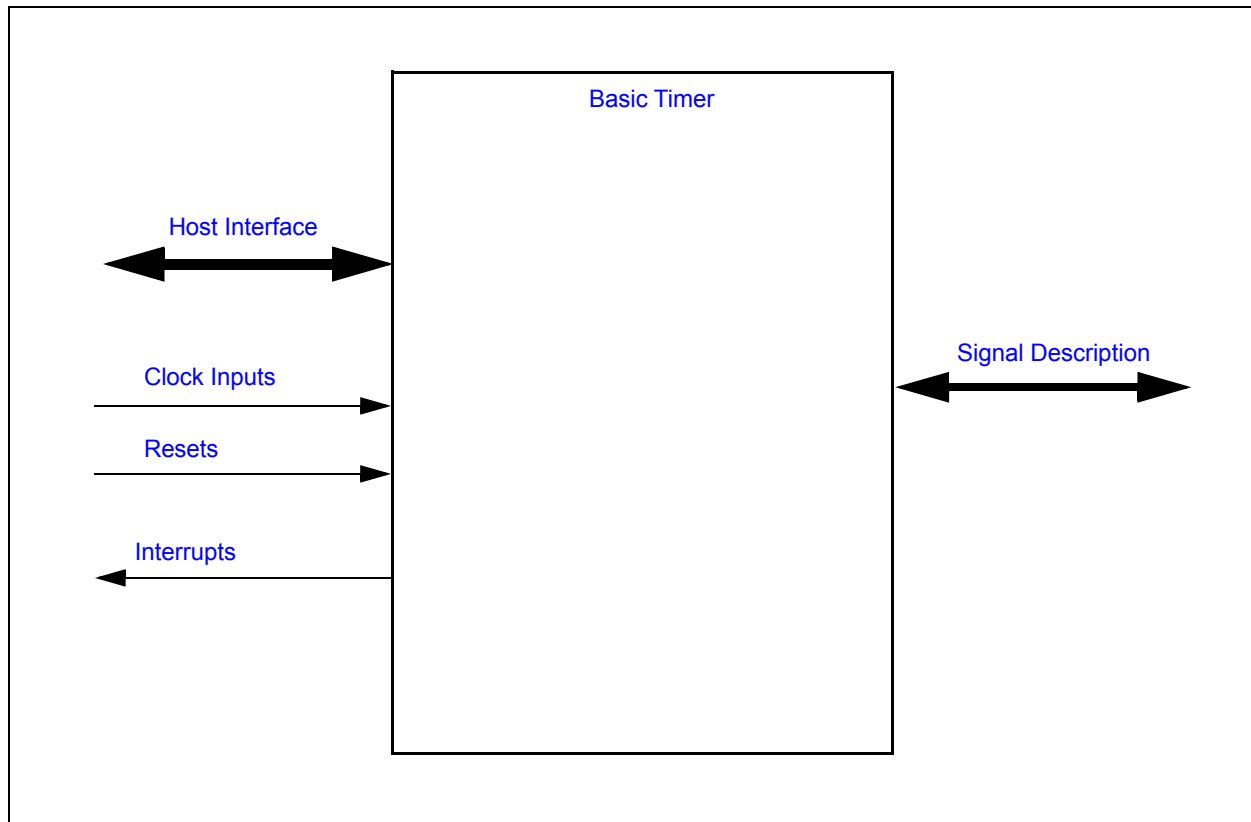 Basic Timer
Host Interface
Signal Description
Clock Inputs
Resets
Interrupts